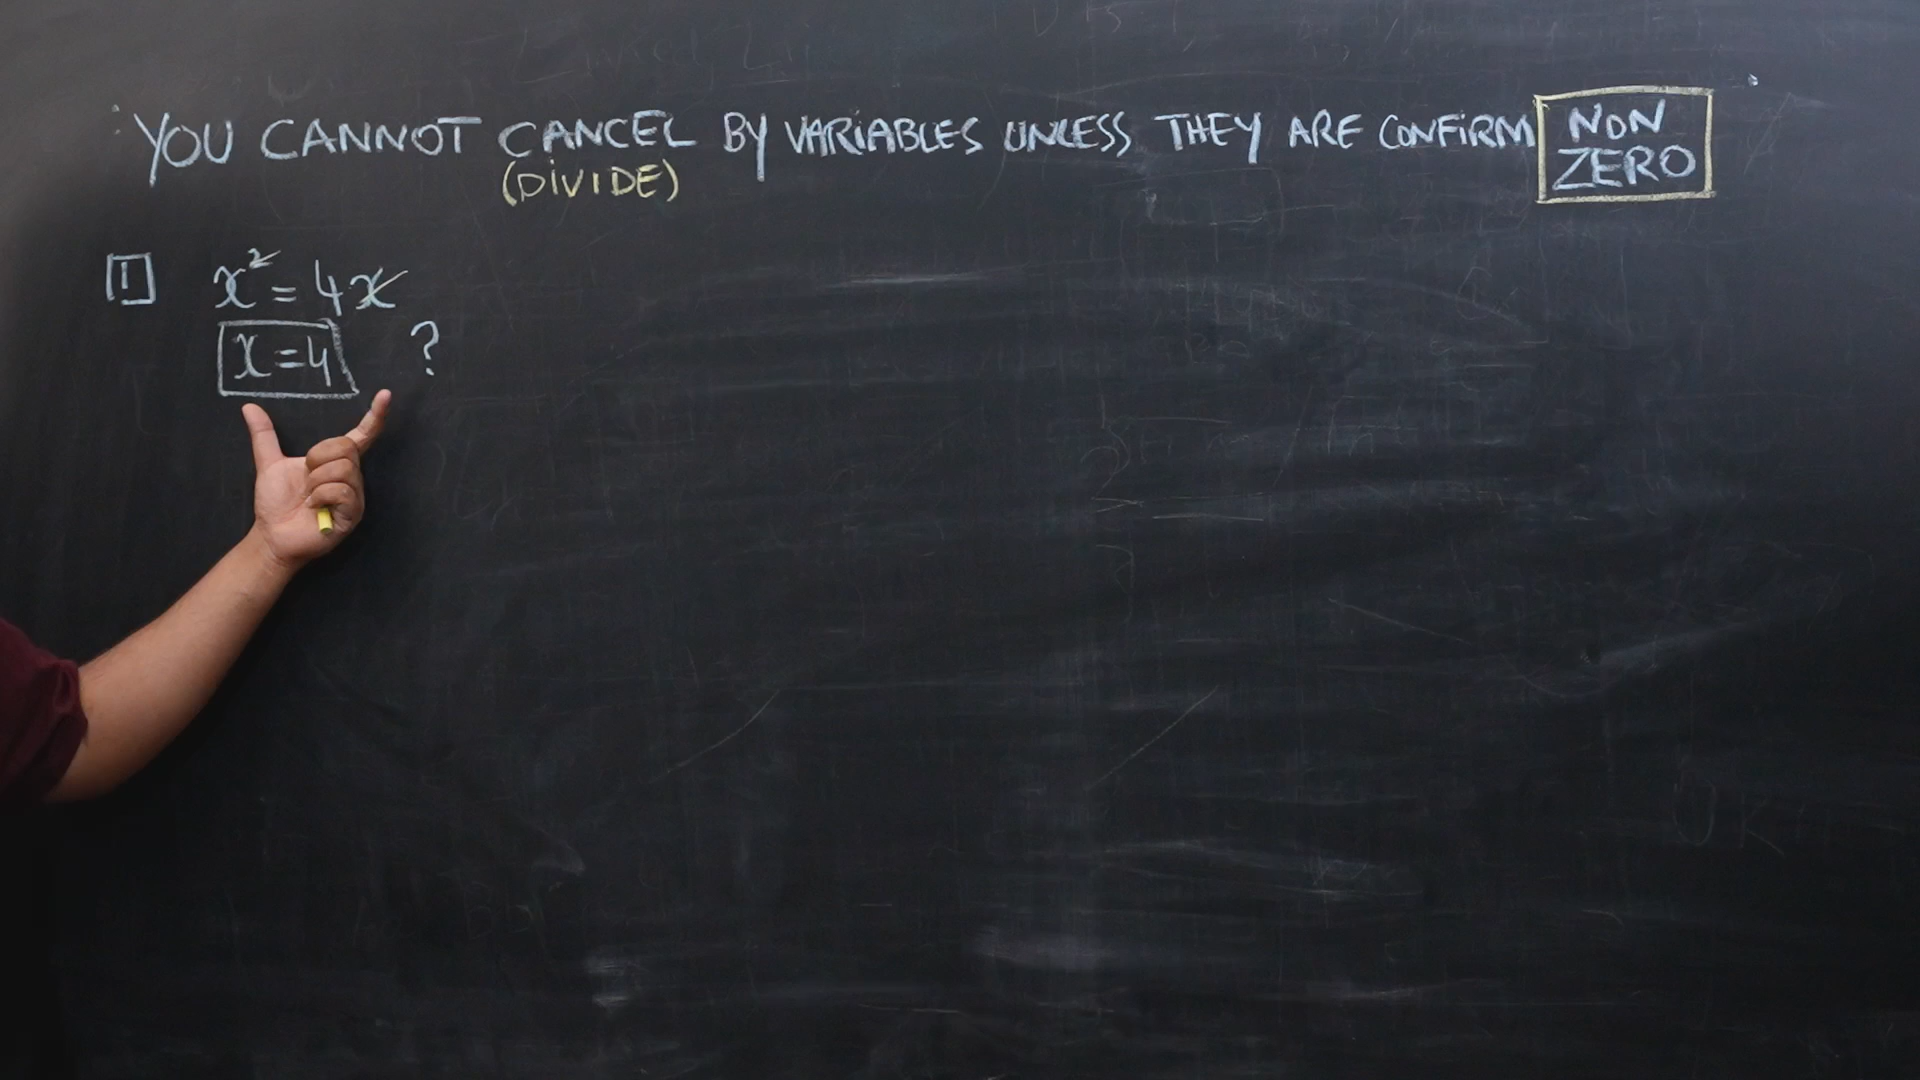 YOU CANNOT CANCEL BY VARIABLES UNLESS THEY ARE CONFIRM NON ZERO
(DIVIDE)
1 x² = 4x
x=4 ?